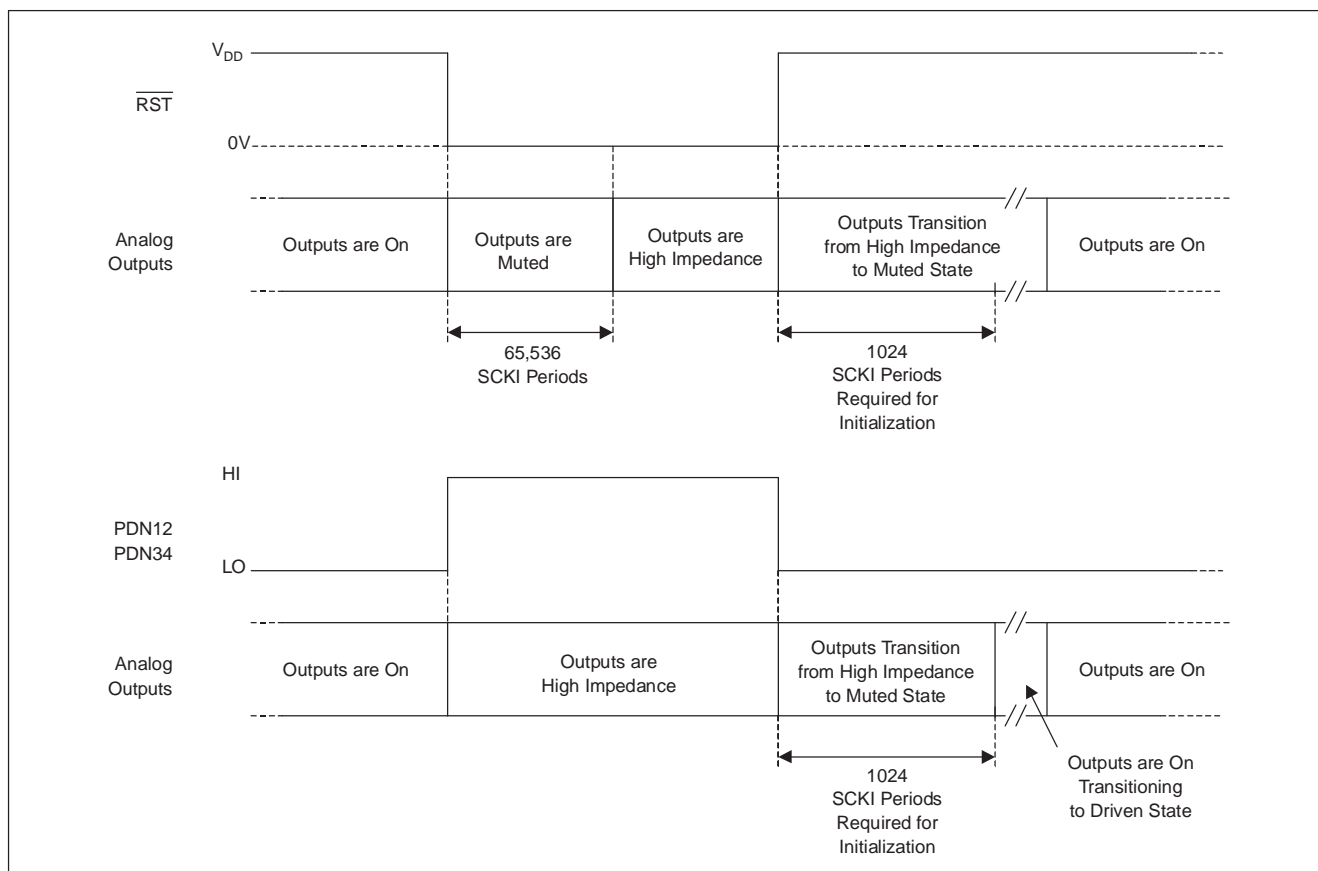 VDD
RST
0V
Analog
Outputs
Outputs are On
Outputs are
Muted
Outputs are
High Impedance
Outputs Transition
from High Impedance
to Muted State
Outputs are On
65,536
SCKI Periods
1024
SCKI Periods
Required for
Initialization
HI
PDN12
PDN34
LO
Analog
Outputs
Outputs are On
Outputs are
High Impedance
Outputs Transition
from High Impedance
to Muted State
Outputs are On
1024
SCKI Periods
Required for
Initialization
Outputs are On
Transitioning
to Driven State